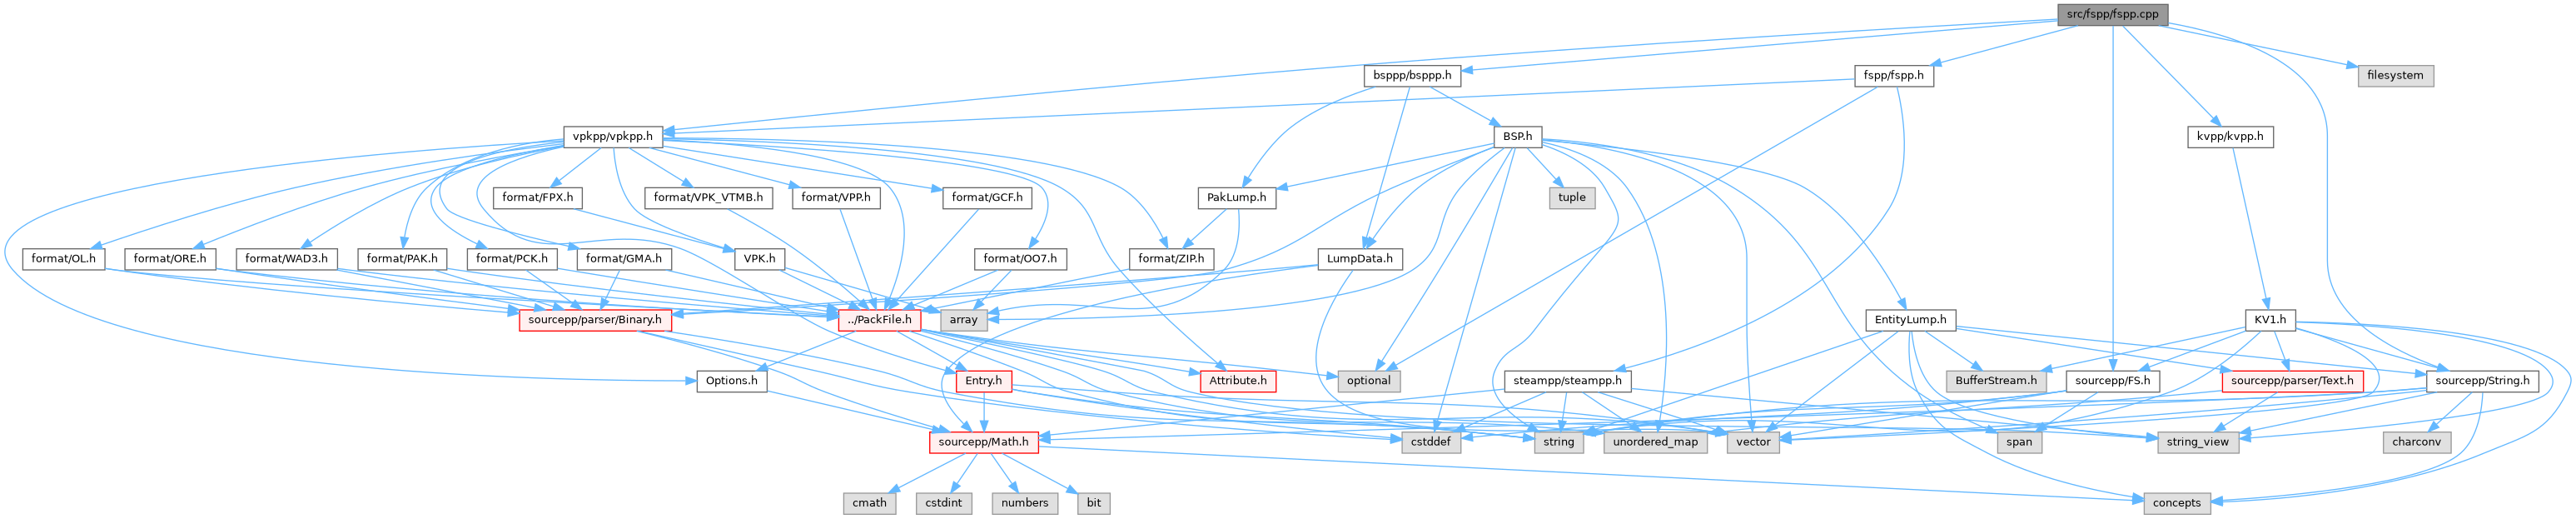 src/fspp/fspp.cpp
bsppp/bsppp.h
fspp/fspp.h
filesystem
vpkpp/vpkpp.h
BSP.h
kvpp/kvpp.h
format/FPX.h
format/VPK_VTMB.h
format/VPP.h
format/GCF.h
PakLump.h
tuple
format/OL.h
format/ORE.h
format/WAD3.h
format/PAK.h
format/PCK.h
format/GMA.h
VPK.h
format/OO7.h
format/ZIP.h
LumpData.h
sourcepp/parser/Binary.h
../PackFile.h
array
EntityLump.h
KV1.h
Options.h
Entry.h
Attribute.h
optional
steampp/steampp.h
BufferStream.h
sourcepp/FS.h
sourcepp/parser/Text.h
sourcepp/String.h
sourcepp/Math.h
cstddef
string
unordered_map
vector
span
string_view
charconv
cmath
cstdint
numbers
bit
concepts